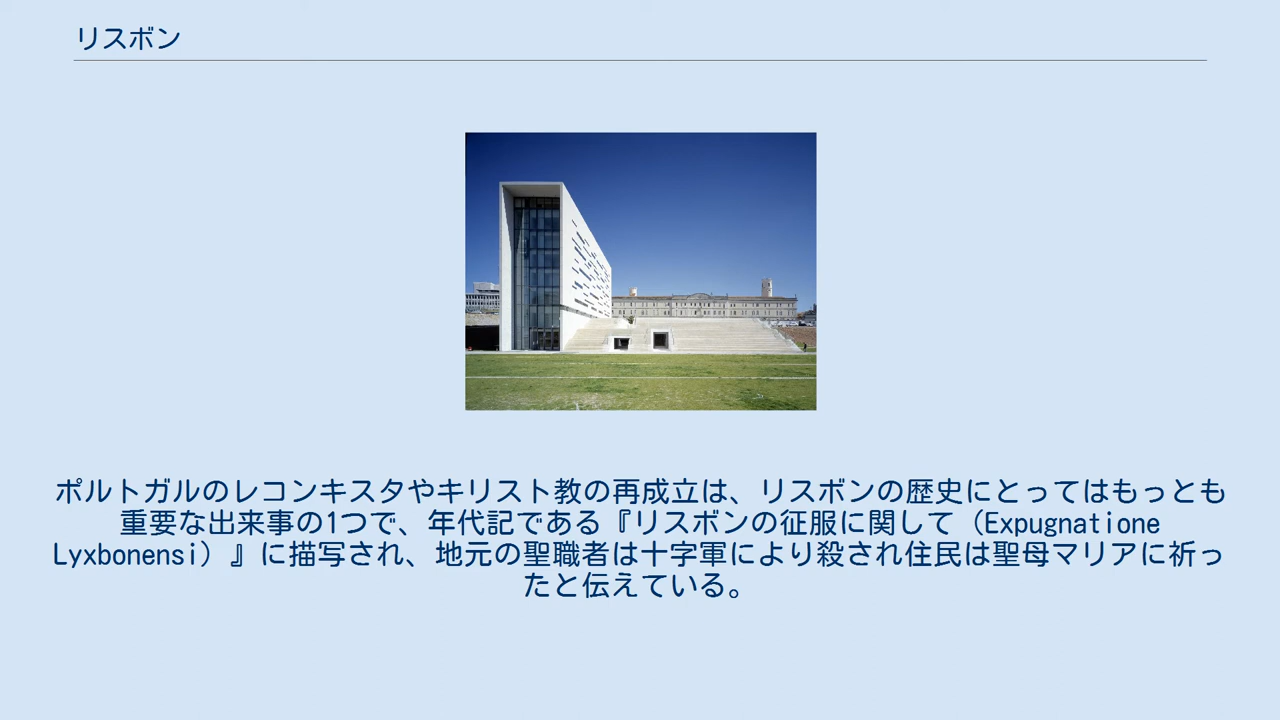 リスボン
ポルトガルのレコンキスタやキリスト教の再成立は、リスボンの歴史にとってはもっとも
重要な出来事の1つで、年代記である『リスボンの征服に関して（Expugnatione
Lyxbonensi）』に描写され、地元の聖職者は十字軍により殺され住民は聖母マリアに祈っ
たと伝えている。